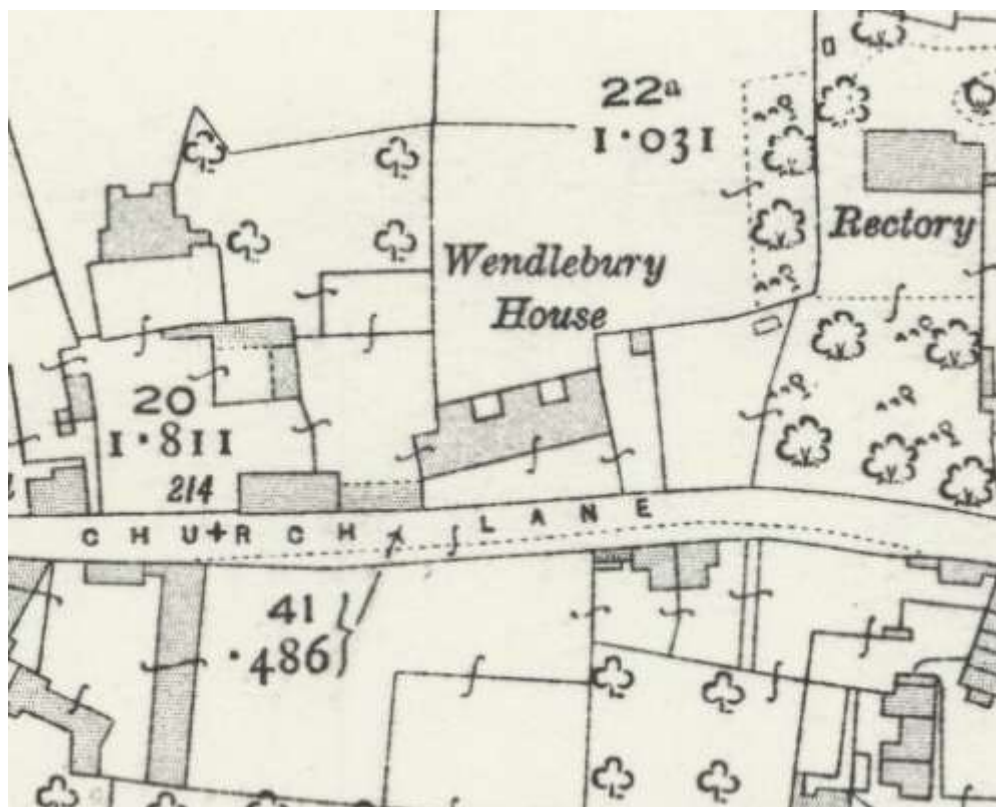 22a
1·031
Rectory
Wendlebury
House
20
1·811
214
CHURCH LANE
41
·486